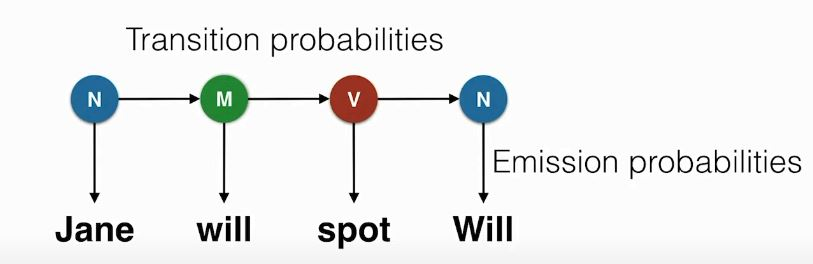 Transition probabilities
N M V N
Emission probabilities
Jane will spot Will